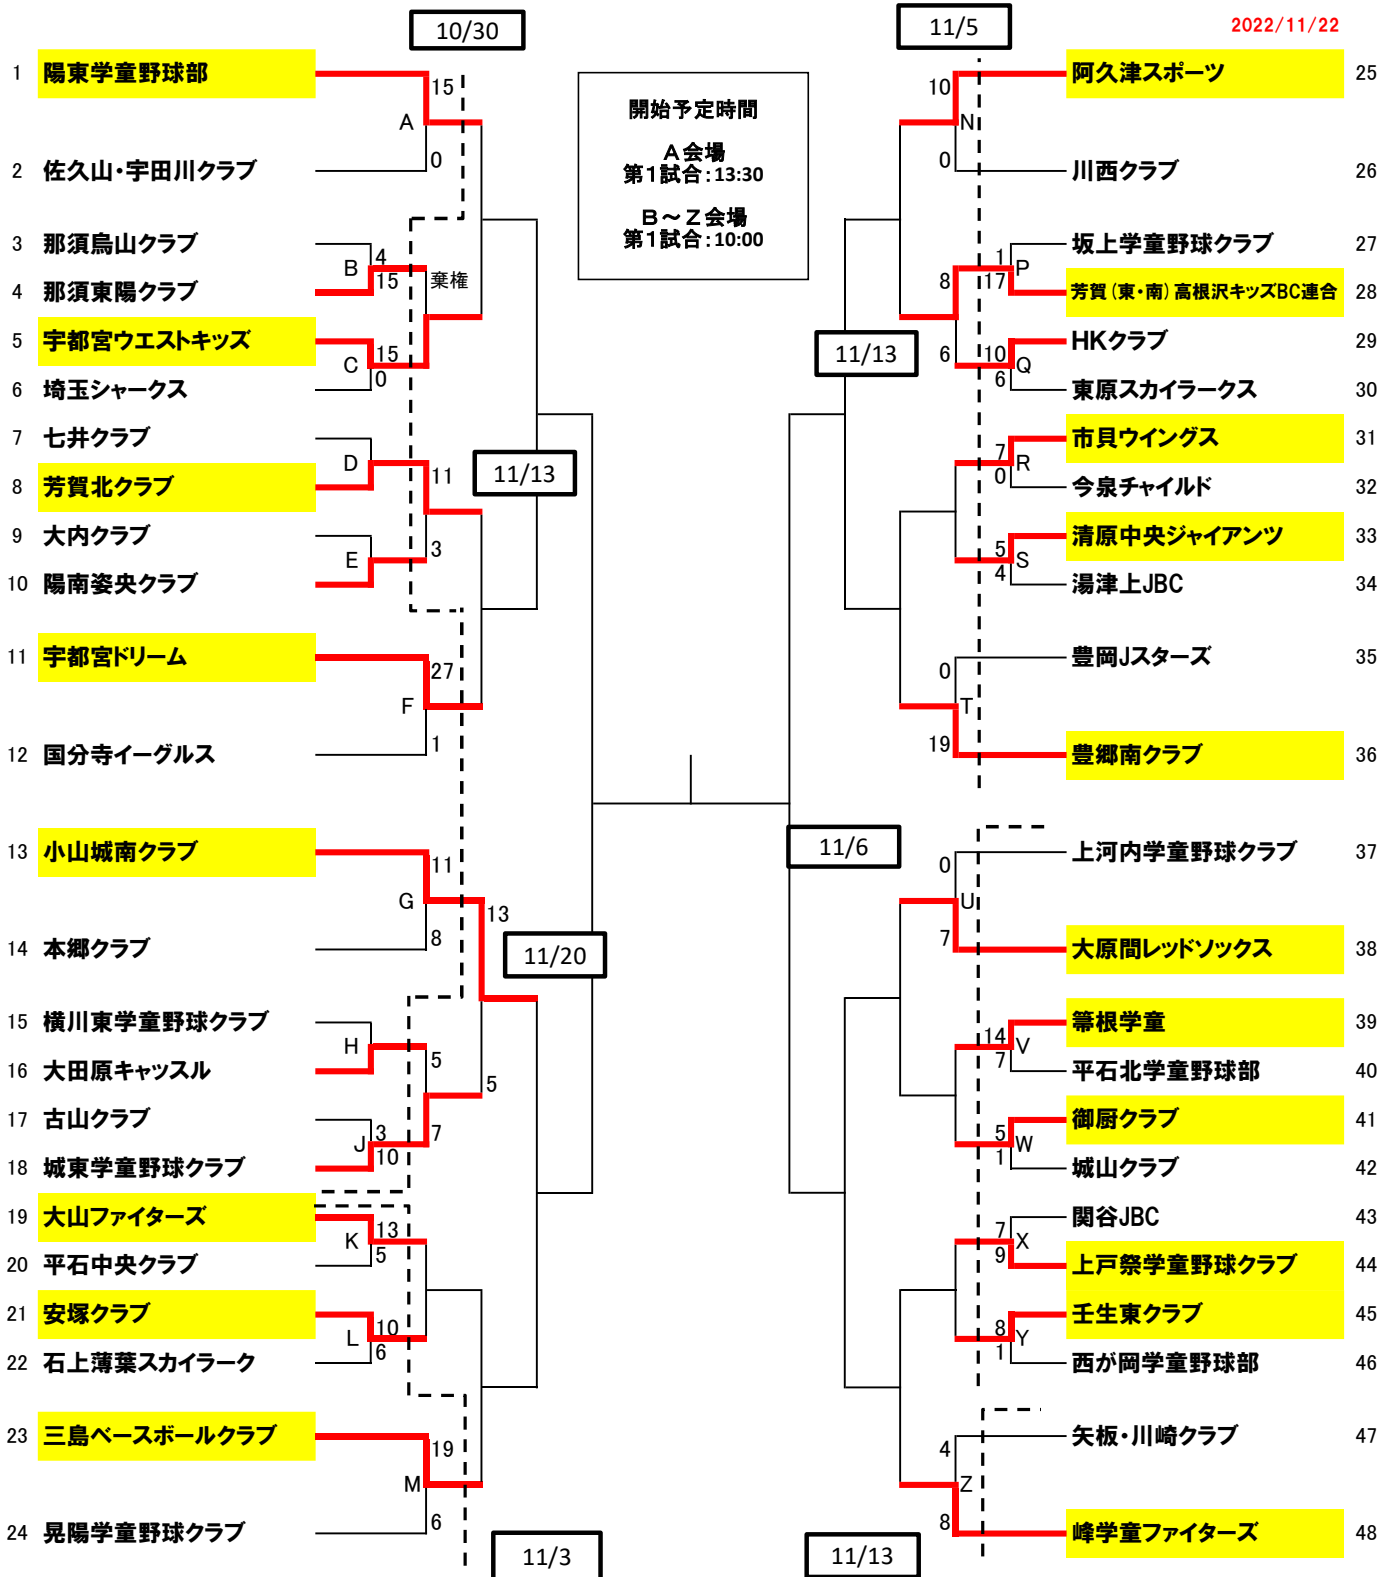 10/30
11/5
2022/11/22
開始予定時間
A会場
第1試合:13:30
B～Z会場
第1試合:10:00
1 陽東学童野球部
15
A
0
2 佐久山・宇田川クラブ
3 那須烏山クラブ
4
B
15
棄権
4 那須東陽クラブ
5 宇都宮ウエストキッズ
15
C
0
6 埼玉シャークス
7 七井クラブ
D
11
8 芳賀北クラブ
11/13
9 大内クラブ
E
3
10 陽南姿央クラブ
11 宇都宮ドリーム
27
F
1
12 国分寺イーグルス
13 小山城南クラブ
11
G
13
8
14 本郷クラブ
11/20
15 横川東学童野球クラブ
H
5
16 大田原キャッスル
5
17 古山クラブ
3
J
10
7
18 城東学童野球クラブ
19 大山ファイターズ
13
K
5
20 平石中央クラブ
21 安塚クラブ
10
L
6
22 石上薄葉スカイラーク
23 三島ベースボールクラブ
19
M
6
24 晃陽学童野球クラブ
11/3
阿久津スポーツ 25
10
N
0
川西クラブ 26
坂上学童野球クラブ 27
1
P
17
8
芳賀(東・南)高根沢キッズBC連合 28
11/13
HKクラブ 29
10
Q
6
6
東原スカイラークス 30
市貝ウイングス 31
7
R
0
今泉チャイルド 32
清原中央ジャイアンツ 33
5
S
4
湯津上JBC 34
豊岡Jスターズ 35
0
T
19
豊郷南クラブ 36
11/6
上河内学童野球クラブ 37
0
U
7
大原間レッドソックス 38
箒根学童 39
14
V
7
平石北学童野球部 40
御厨クラブ 41
5
W
1
城山クラブ 42
関谷JBC 43
7
X
9
上戸祭学童野球クラブ 44
壬生東クラブ 45
8
Y
1
西が岡学童野球部 46
矢板・川崎クラブ 47
4
Z
8
峰学童ファイターズ 48
11/13